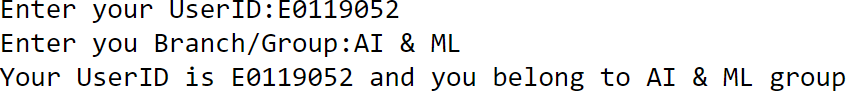 Enter your UserID:E0119052
Enter you Branch/Group:AI & ML
Your UserID is E0119052 and you belong to AI & ML group